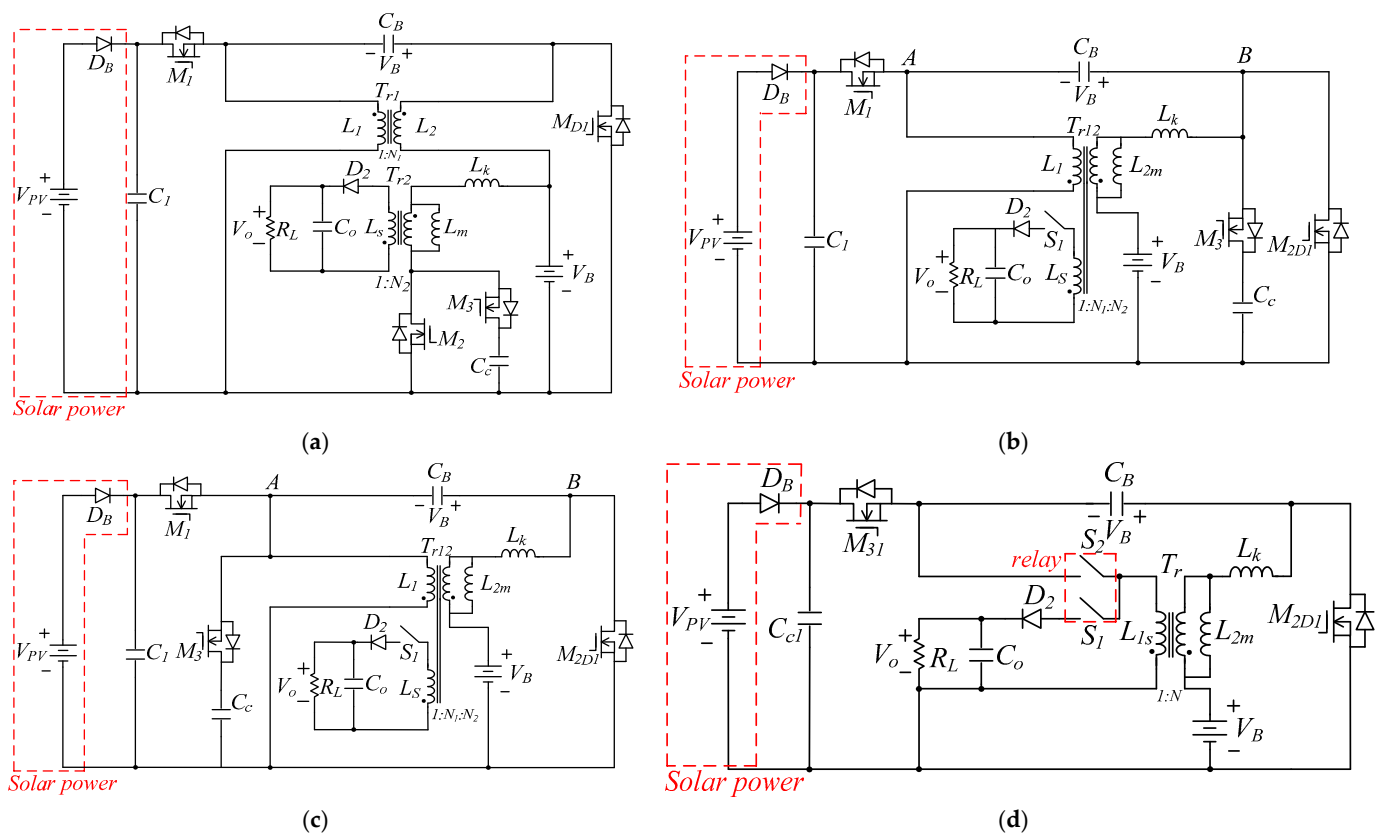 C_B
D_B
M_1
− V_B +
T_r1
L_1 L_2
M_D1
1:N_1
T_r2
L_k
D_2
V_PV
+
−
C_1
V_o
+
−
R_L
C_o
L_s
L_m
1:N_2
+
V_B
−
M_3
M_2
C_c
Solar power
(a)
C_B
A
B
D_B
M_1
− V_B +
T_r12
L_k
L_1
L_2m
D_2
S_1
M_3
M_2D1
V_PV
+
−
C_1
V_o
+
−
R_L
C_o
L_S
+
V_B
−
1:N_1:N_2
C_c
Solar power
(b)
C_B
A
B
D_B
M_1
− V_B +
T_r12
L_k
L_1
L_2m
D_2
S_1
M_3
M_2D1
V_PV
+
−
C_1
V_o
+
−
R_L
C_o
L_S
+
V_B
−
1:N_1:N_2
C_c
Solar power
(c)
C_B
D_B
M_31
− V_B +
relay
S_2
T_r
L_k
D_2
S_1
L_1s
L_2m
M_2D1
V_PV
+
−
C_c1
V_o
+
−
R_L
C_o
1:N
+
V_B
−
Solar power
(d)